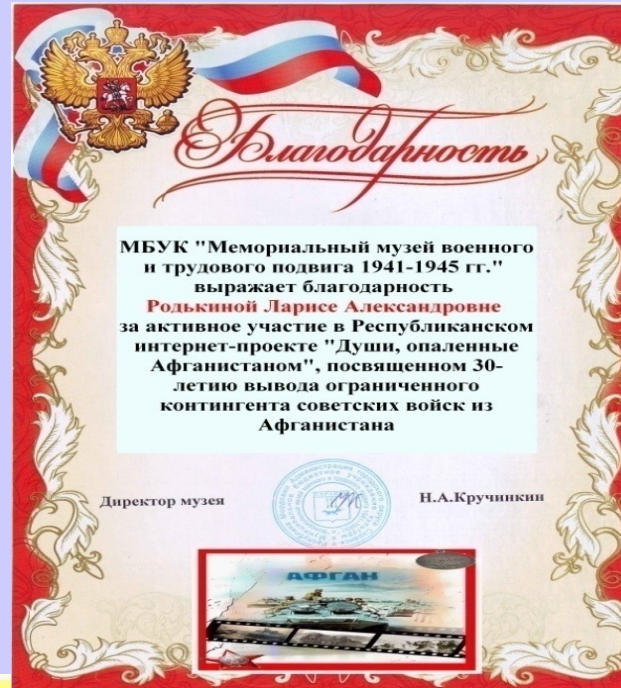 Благодарность
МБУК "Мемориальный музей военного
и трудового подвига 1941-1945 гг."
выражает благодарность
Родькиной Ларисе Александровне
за активное участие в Республиканском
интернет-проекте "Души, опаленные
Афганистаном", посвященном 30-
летию вывода ограниченного
контингента советских войск из
Афганистана
Директор музея
Н.А.Кручинкин
АФГАН